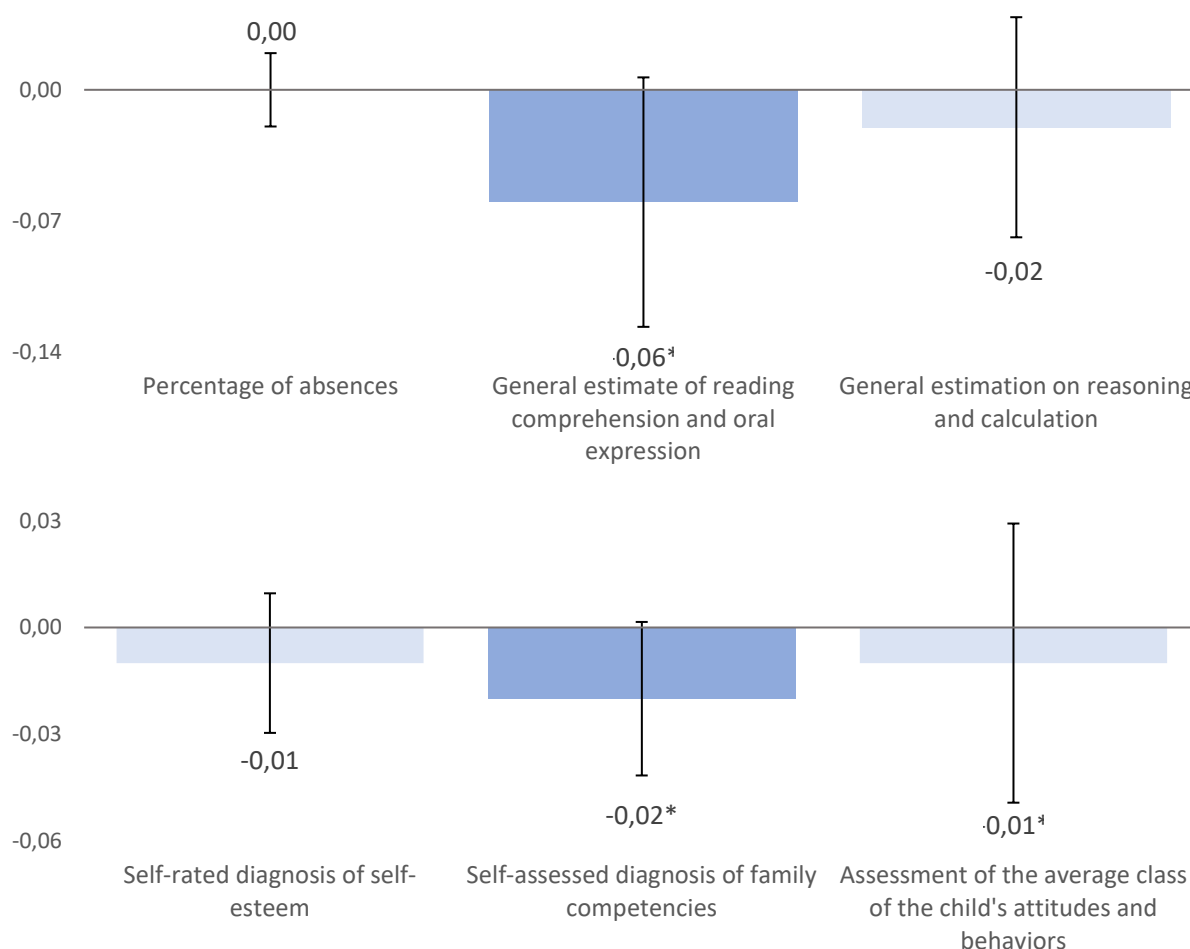 0,00
0,00
-0,07
-0,02
-0,14
-0,06*
Percentage of absences
General estimate of reading
comprehension and oral
expression
General estimation on reasoning
and calculation
0,03
0,00
-0,03
-0,01
-0,02*
-0,01*
-0,06
Self-rated diagnosis of self-
esteem
Self-assessed diagnosis of family
competencies
Assessment of the average class
of the child's attitudes and
behaviors